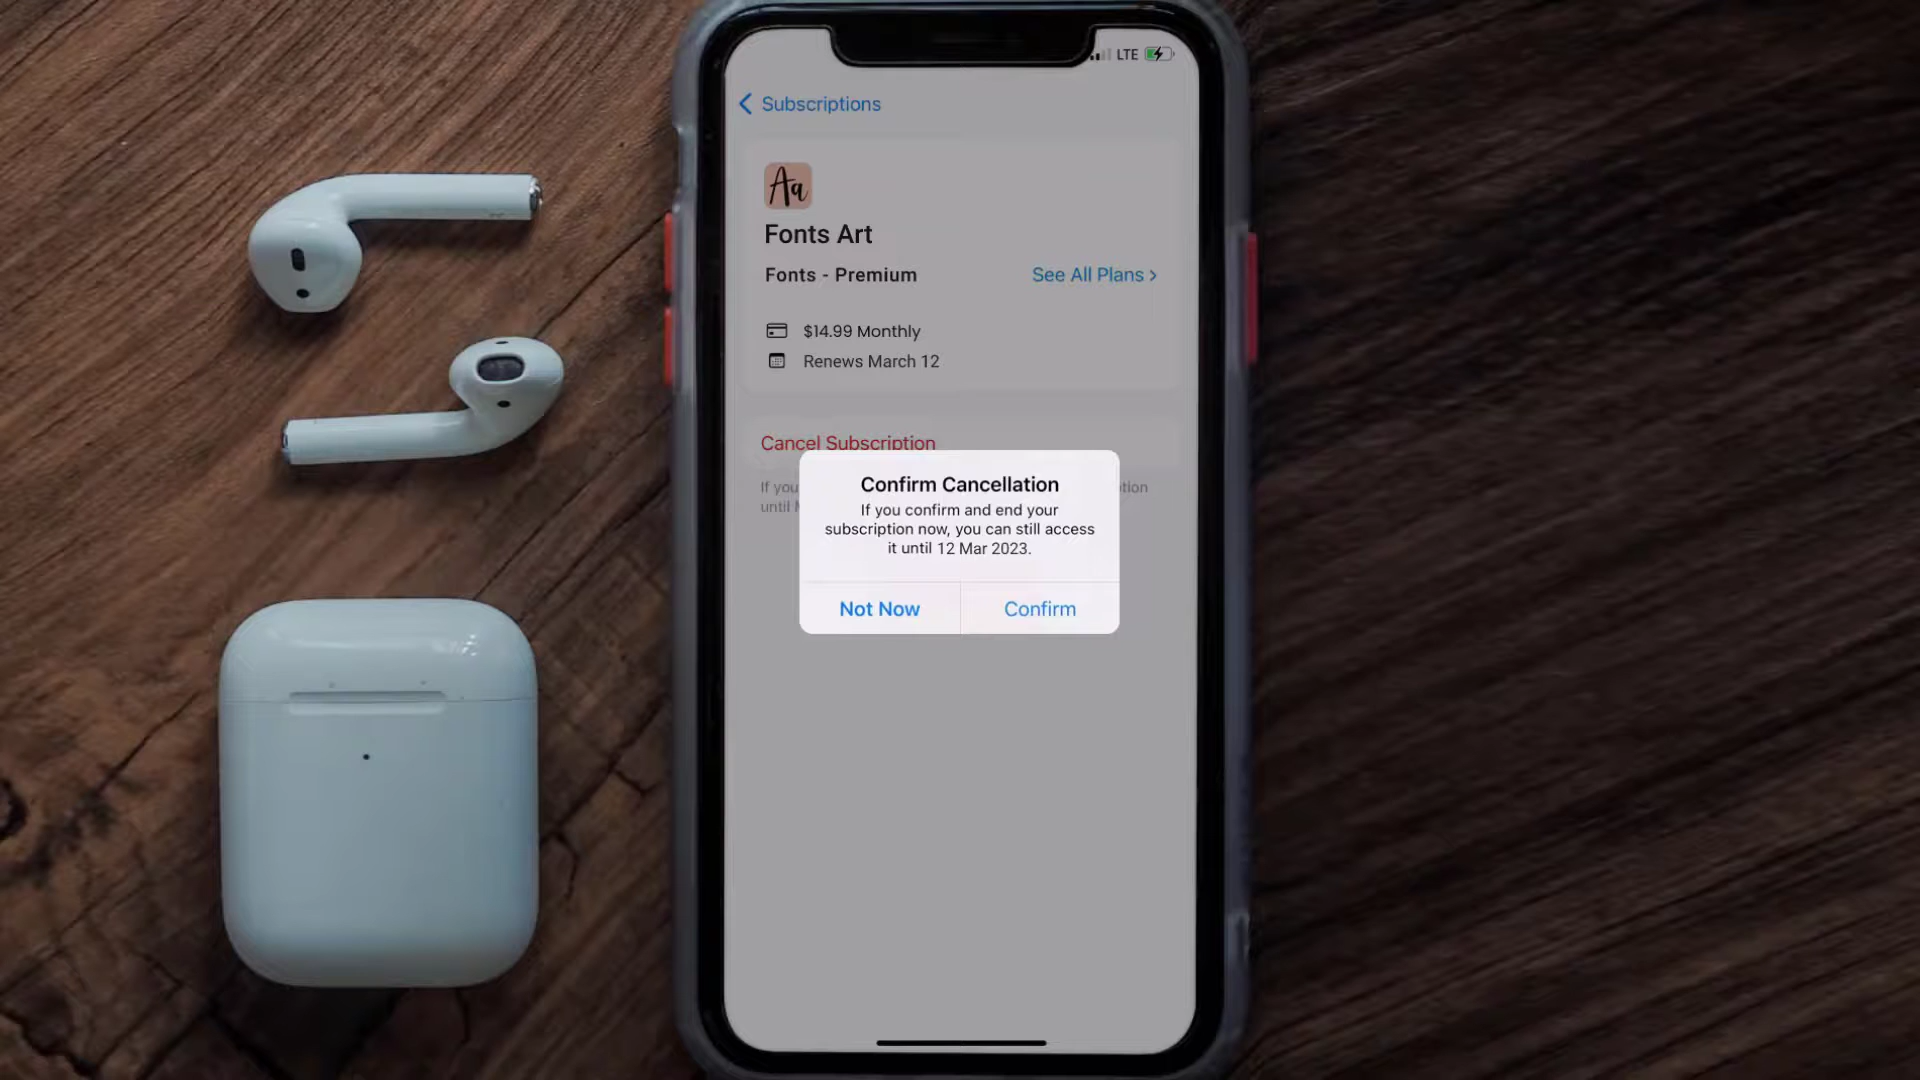 LTE
Subscriptions
Aa
Fonts Art
Fonts - Premium
See All Plans >
$14.99 Monthly
Renews March 12
Cancel Subscription
If you
tion
until
Confirm Cancellation
If you confirm and end your
subscription now, you can still access
it until 12 Mar 2023.
Not Now
Confirm